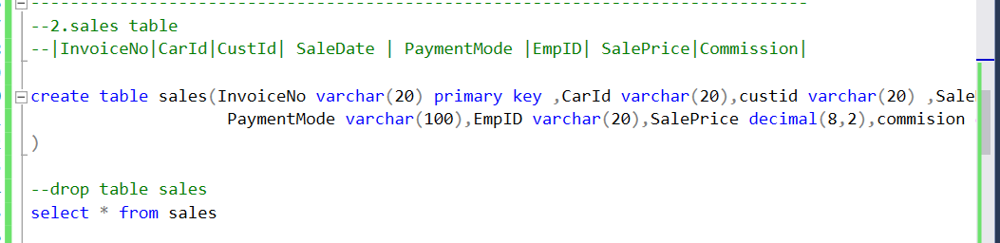 --------------------------------------------------------------------------------
--2.sales table
--|InvoiceNo|CarId|CustId| SaleDate | PaymentMode |EmpID| SalePrice|Commission|
create table sales(InvoiceNo varchar(20) primary key ,CarId varchar(20),custid varchar(20) ,Sale
PaymentMode varchar(100),EmpID varchar(20),SalePrice decimal(8,2),commision
)
--drop table sales
select * from sales